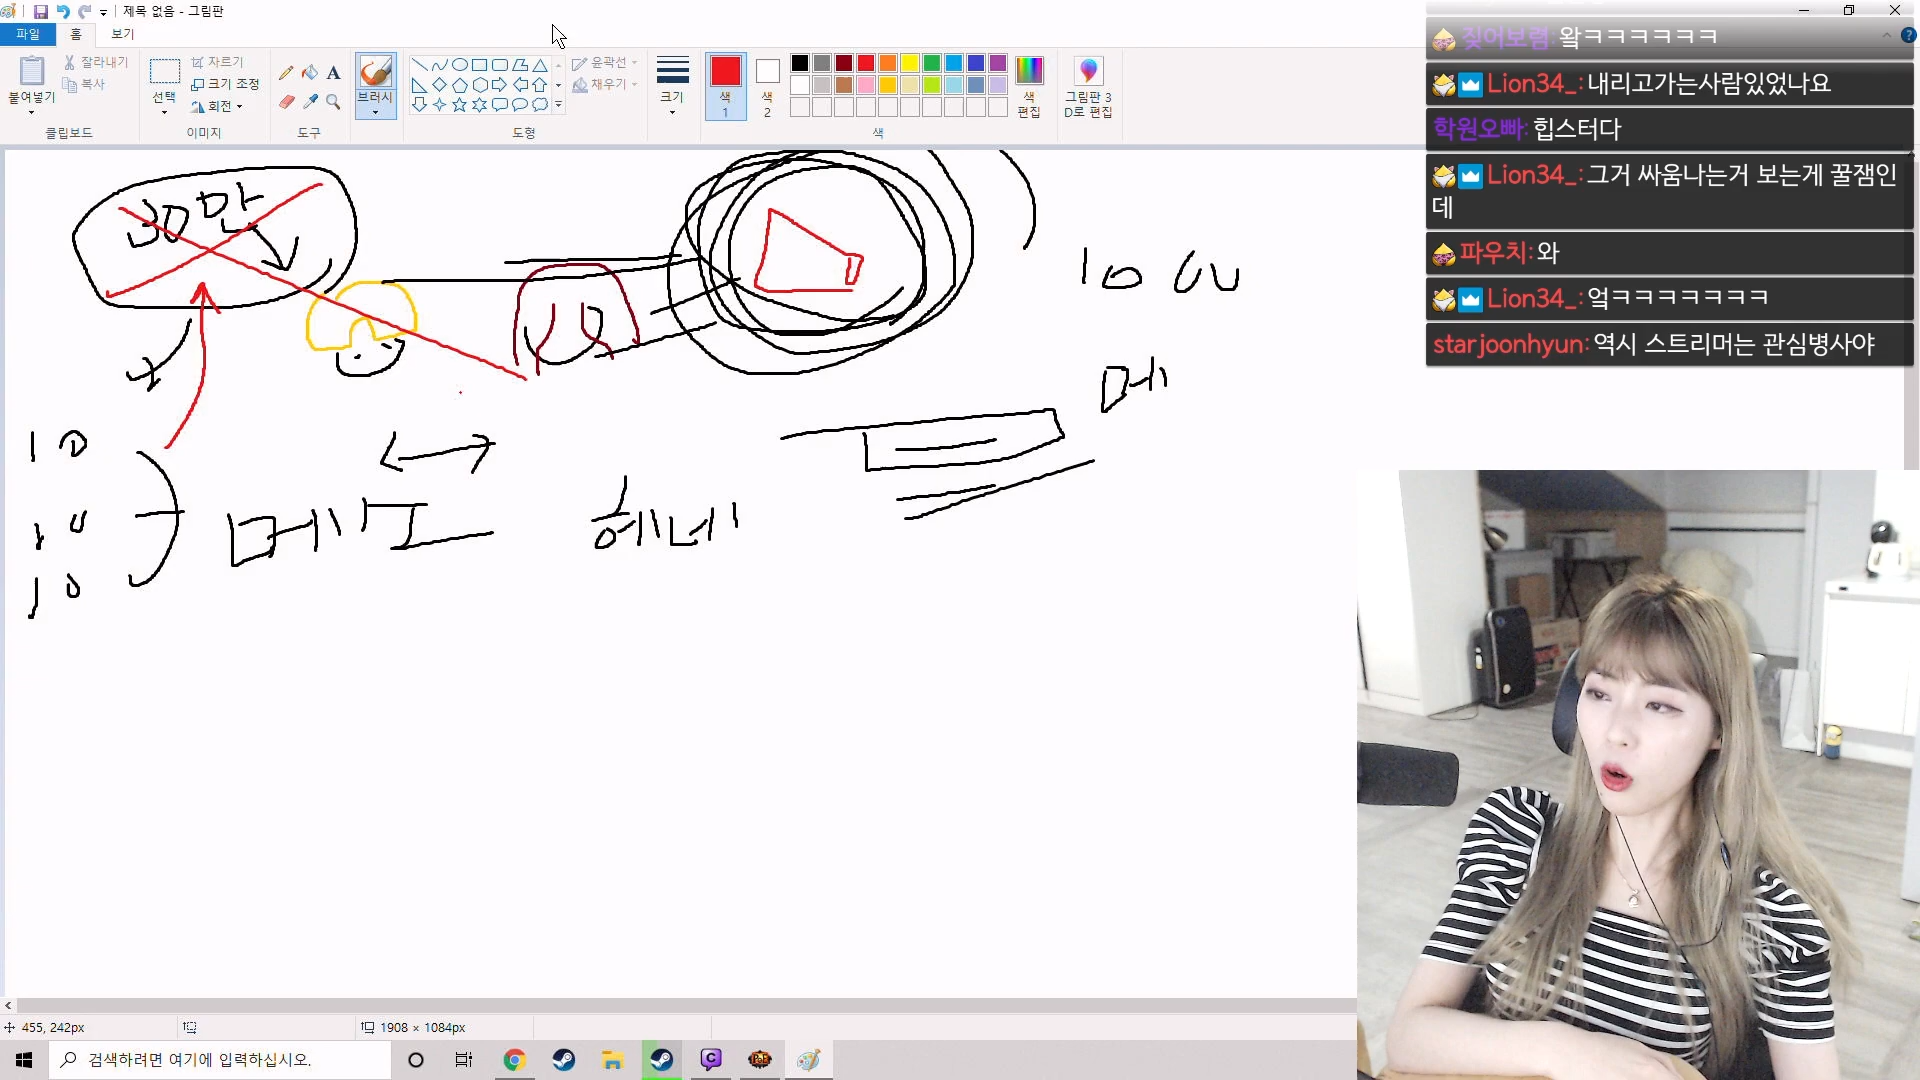 제목 없음 - 그림판
파일 홈 보기
붙여넣기
잘라내기
복사
클립보드
선택
자르기
크기 조정
회전
이미지
A
도구
브러시
윤곽선
채우기
도형
크기
색
1
색
2
색
편집
색
그림판 3
D로 편집
짖어보렴: 왘ㅋㅋㅋㅋㅋㅋ
Lion34_: 내리고가는사람있었나요
학원오빠: 힙스터다
Lion34_: 그거 싸움나는거 보는게 꿀잼인
데
파우치: 와
Lion34_: 엌ㅋㅋㅋㅋㅋㅋㅋ
starjoonhyun: 역시 스트리머는 관심병사야
30만
10
메
10
10
10
헤네
455, 242px
1908 × 1084px
검색하려면 여기에 입력하십시오.